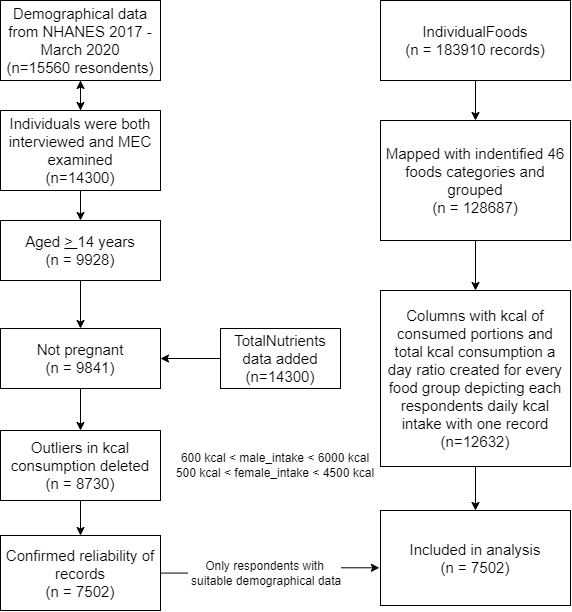 Demographical data
from NHANES 2017 -
March 2020
(n=15560 resondents)
Individuals were both
interviewed and MEC
examined
(n=14300)
Aged ≥ 14 years
(n = 9928)
Not pregnant
(n = 9841)
TotalNutrients
data added
(n=14300)
Outliers in kcal
consumption deleted
(n = 8730)
600 kcal < male_intake < 6000 kcal
500 kcal < female_intake < 4500 kcal
Confirmed reliability of
records
(n = 7502)
Only respondents with
suitable demographical data
IndividualFoods
(n = 183910 records)
Mapped with indentified 46
foods categories and
grouped
(n = 128687)
Columns with kcal of
consumed portions and
total kcal consumption a
day ratio created for every
food group depicting each
respondents daily kcal
intake with one record
(n=12632)
Included in analysis
(n = 7502)